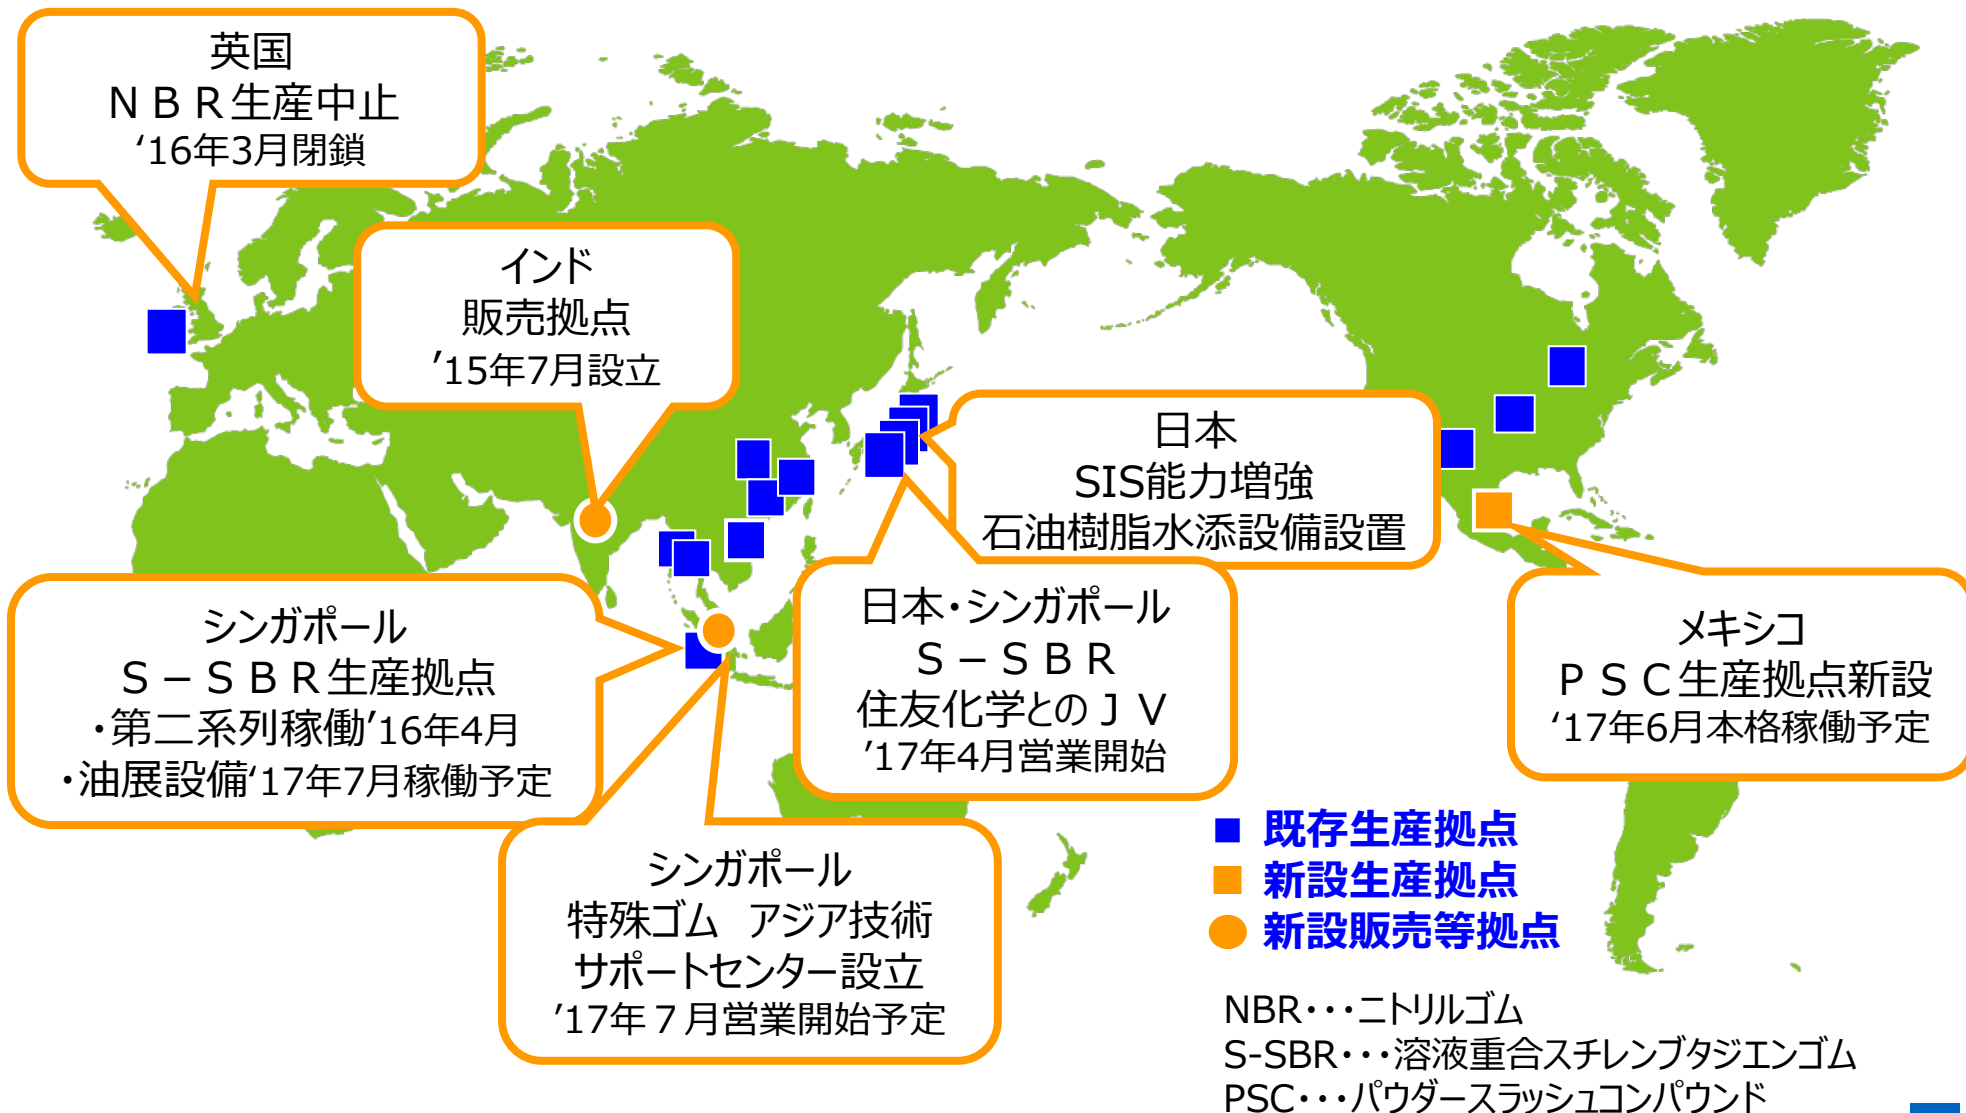 英国
ＮＢＲ生産中止
‘16年3月閉鎖
インド
販売拠点
’15年7月設立
日本
SIS能力増強
石油樹脂水添設備設置
シンガポール
Ｓ－ＳＢＲ生産拠点
・第二系列稼働’16年4月
・油展設備‘17年7月稼働予定
日本・シンガポール
Ｓ－ＳＢＲ
住友化学とのＪＶ
’17年4月営業開始
メキシコ
ＰＳＣ生産拠点新設
‘17年6月本格稼働予定
シンガポール
特殊ゴム　アジア技術
サポートセンター設立
’17年７月営業開始予定
既存生産拠点
新設生産拠点
新設販売等拠点
NBR・・・ニトリルゴム
S-SBR・・・溶液重合スチレンブタジエンゴム
PSC・・・パウダースラッシュコンパウンド